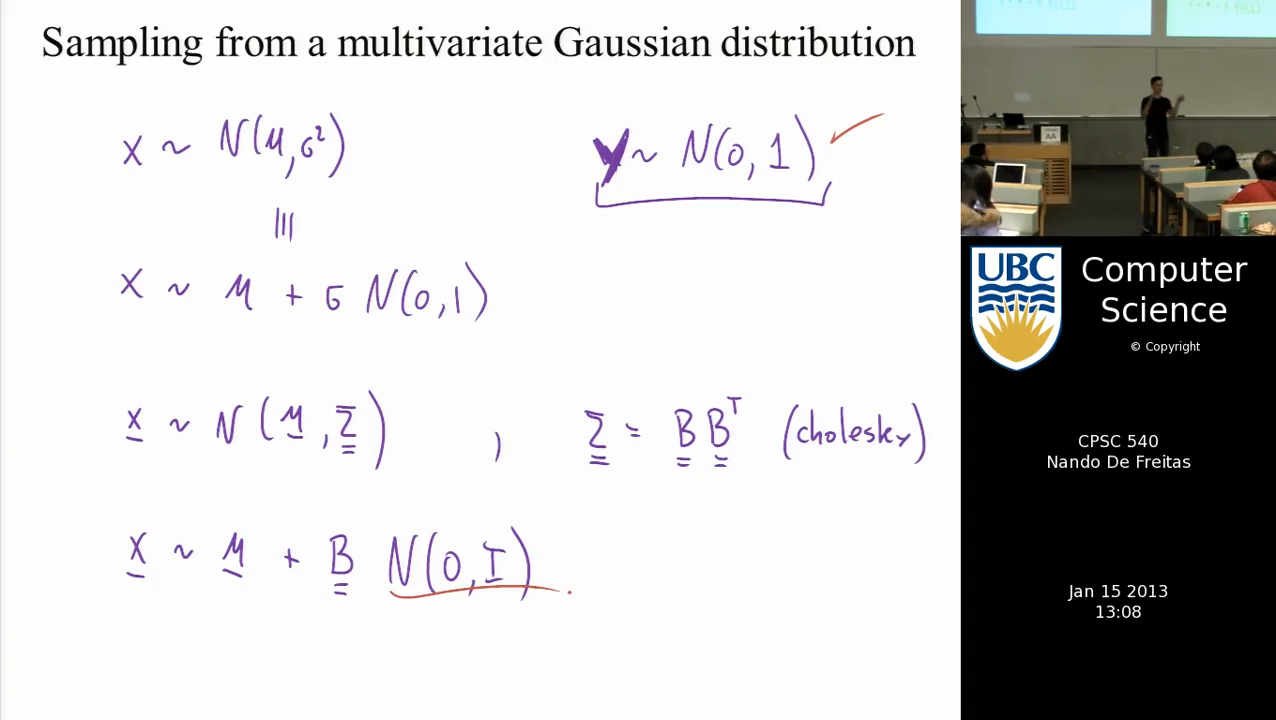 Sampling from a multivariate Gaussian distribution
x ~ N(μ, σ²)
y ~ N(0, 1) ✓
|||
x ~ μ + σ N(0, 1)
x ~ N(μ, Σ) , Σ = B Bᵀ (cholesky)
x ~ μ + B N(0, I)
AA
UBC
Computer
Science
© Copyright
CPSC 540
Nando De Freitas
Jan 15 2013
13:08